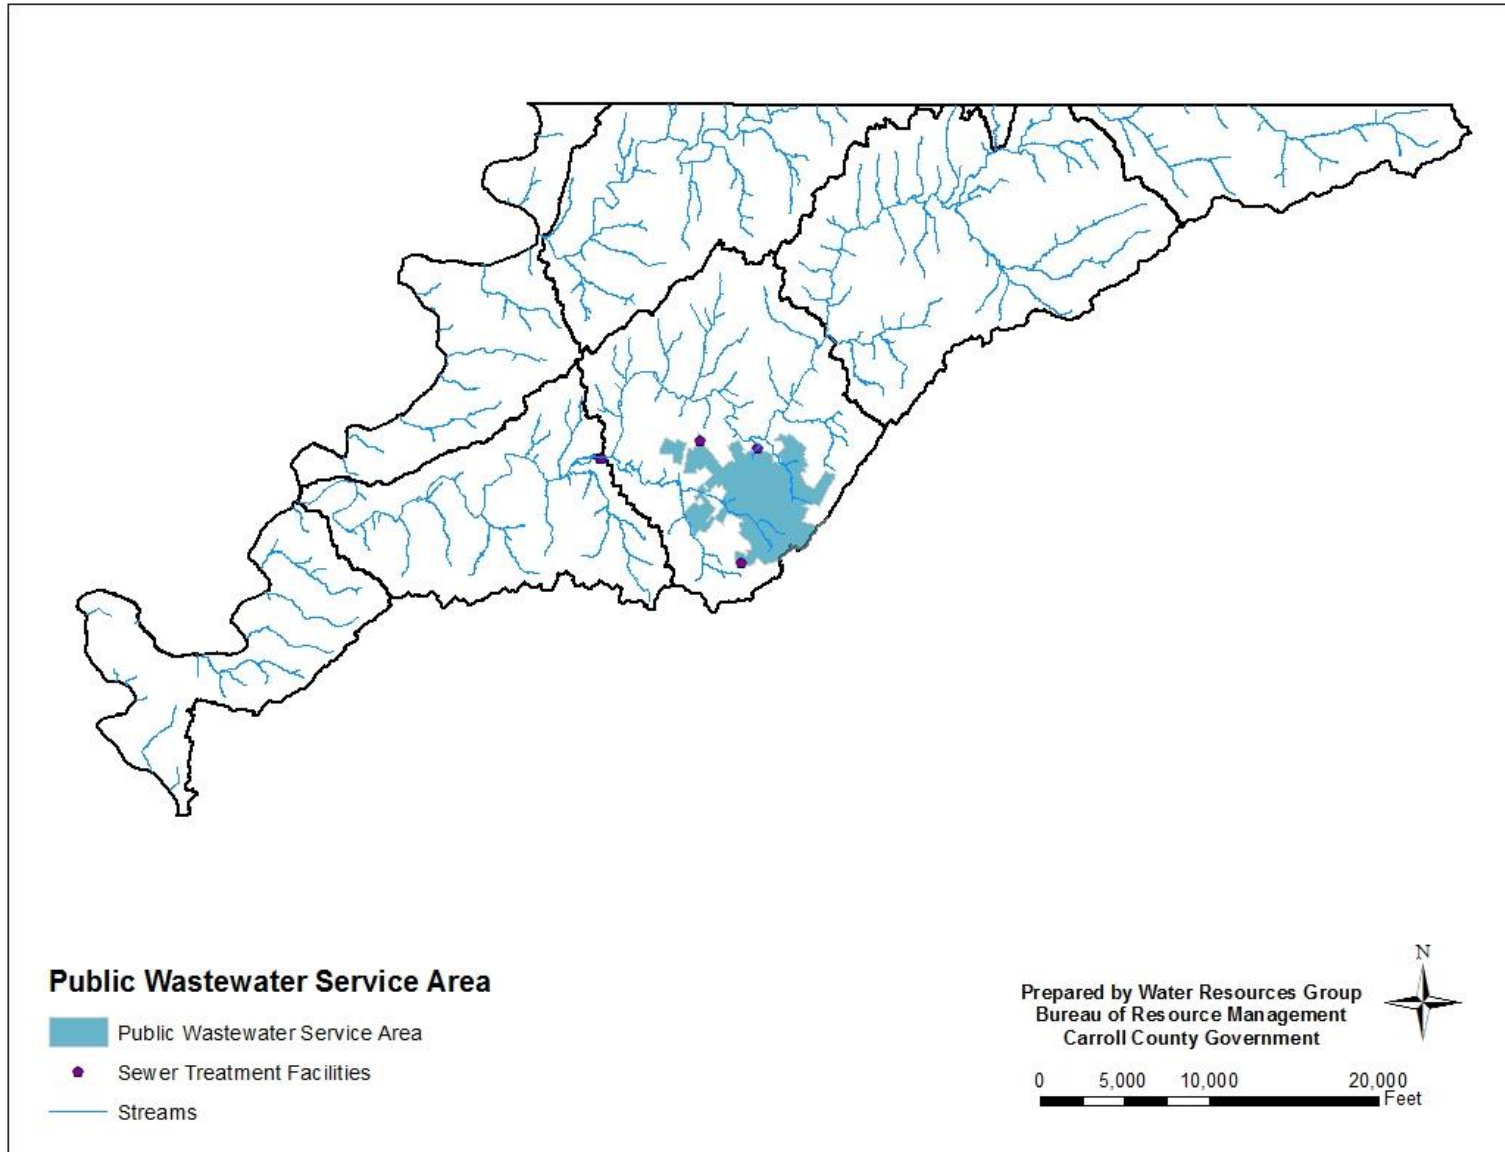 Public Wastewater Service Area
Public Wastewater Service Area
Sewer Treatment Facilities
Streams
N
Prepared by Water Resources Group
Bureau of Resource Management
Carroll County Government
0 5,000 10,000 20,000
Feet